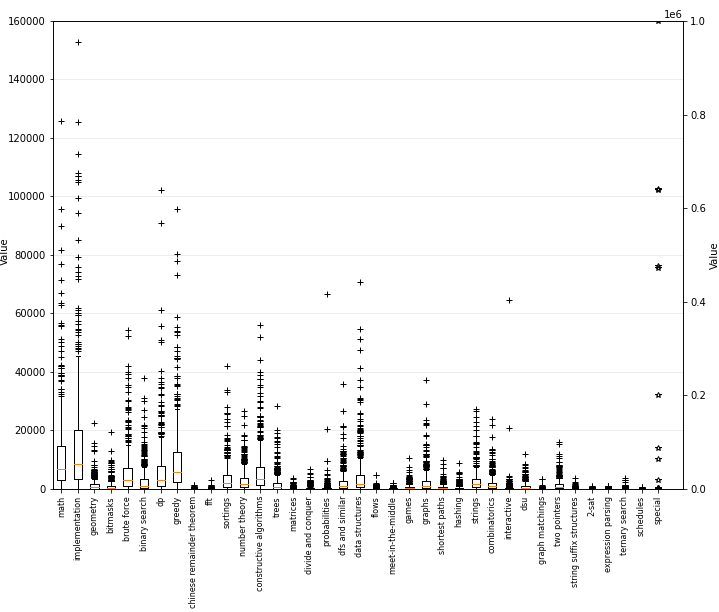 1e6
160000
140000
120000
100000
80000
60000
40000
20000
0
Value
1.0
0.8
0.6
0.4
0.2
0.0
Value
math
implementation
geometry
bitmasks
brute force
binary search
dp
greedy
chinese remainder theorem
fft
sortings
number theory
constructive algorithms
trees
matrices
divide and conquer
probabilities
dfs and similar
data structures
flows
meet-in-the-middle
games
graphs
shortest paths
hashing
strings
combinatorics
interactive
dsu
graph matchings
two pointers
string suffix structures
2-sat
expression parsing
ternary search
schedules
special